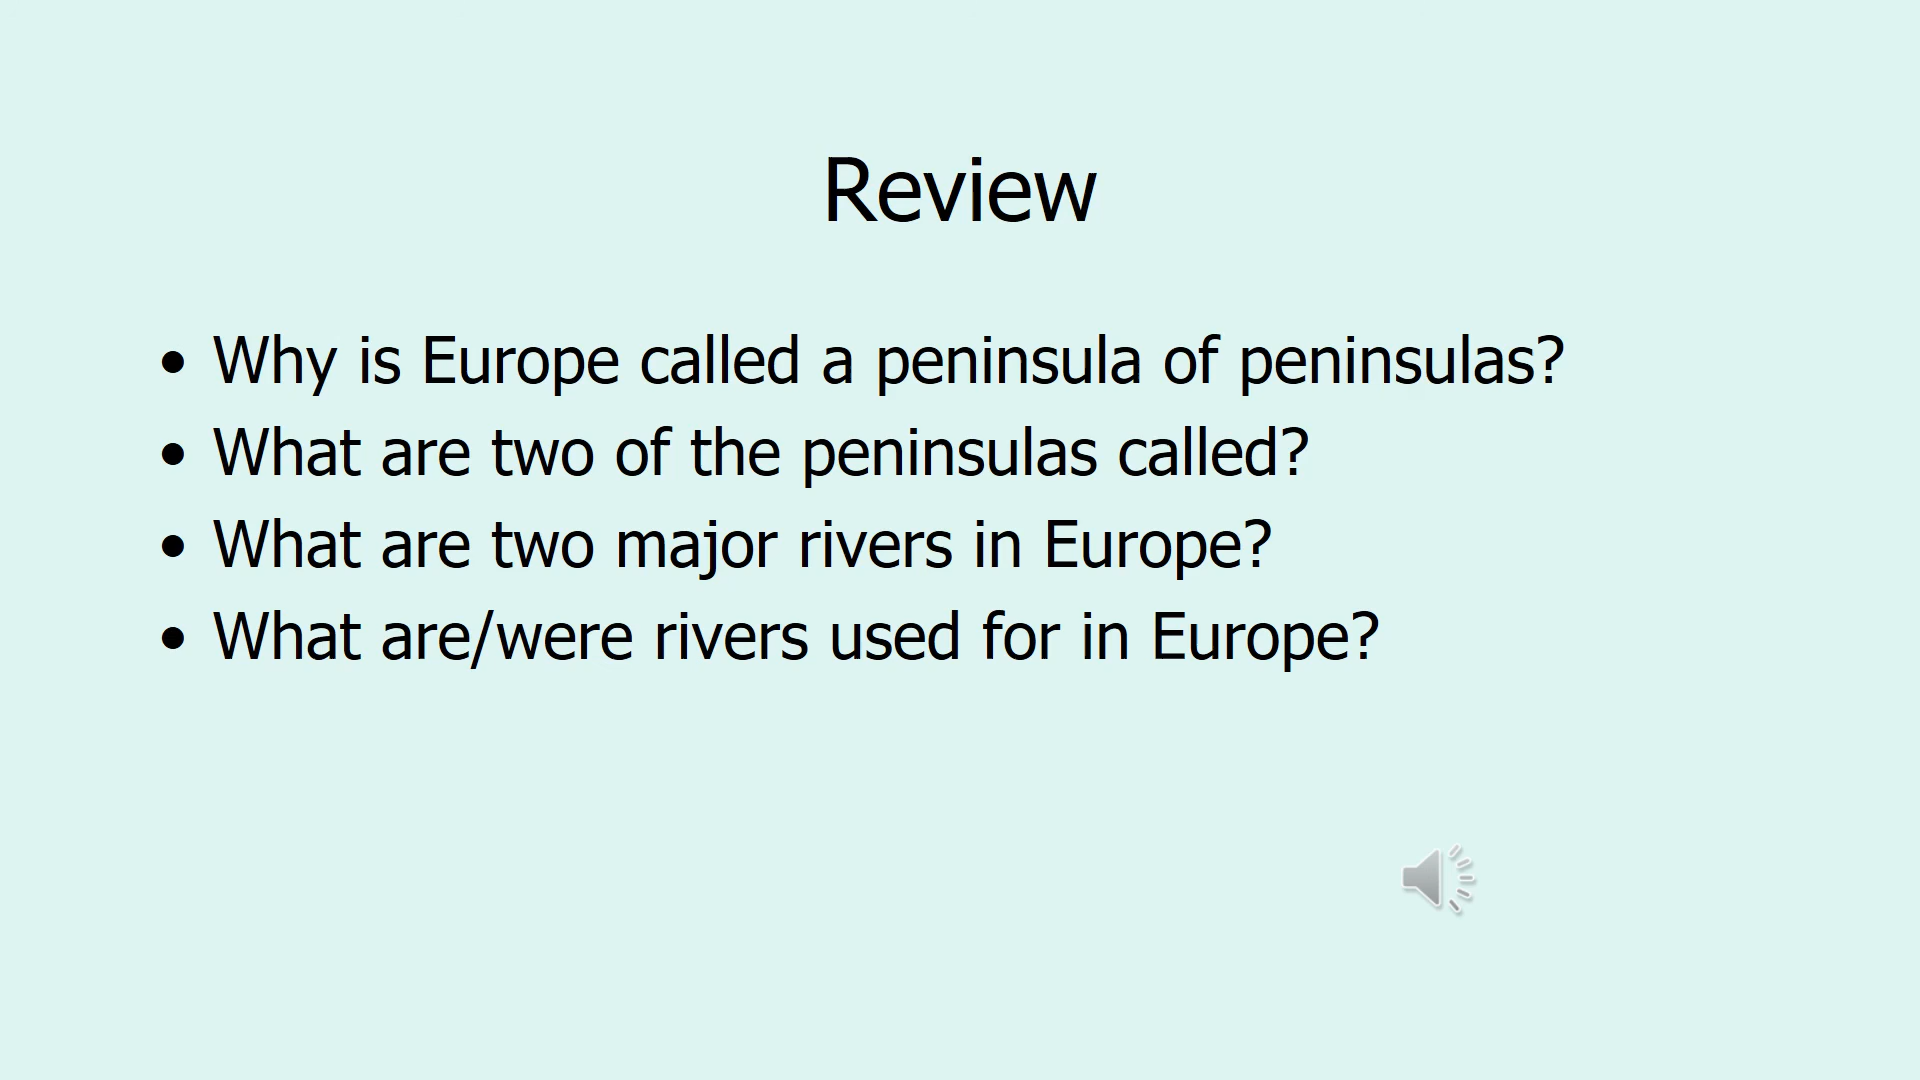 Review
• Why is Europe called a peninsula of peninsulas?
• What are two of the peninsulas called?
• What are two major rivers in Europe?
• What are/were rivers used for in Europe?